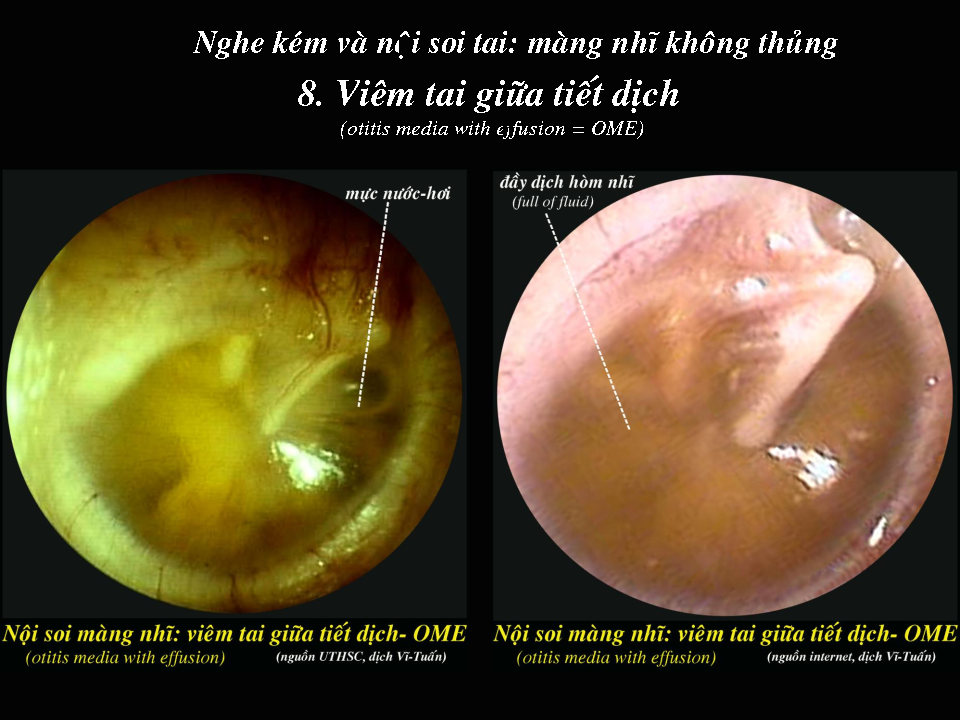 Nghe kém và nội soi tai: màng nhĩ không thủng
8. Viêm tai giữa tiết dịch
(otitis media with effusion = OME)
mực nước-hơi
đầy dịch hòm nhĩ
(full of fluid)
Nội soi màng nhĩ: viêm tai giữa tiết dịch- OME
(otitis media with effusion) (nguồn UTHSC, dịch Vĩ-Tuấn)
Nội soi màng nhĩ: viêm tai giữa tiết dịch- OME
(otitis media with effusion) (nguồn internet, dịch Vĩ-Tuấn)